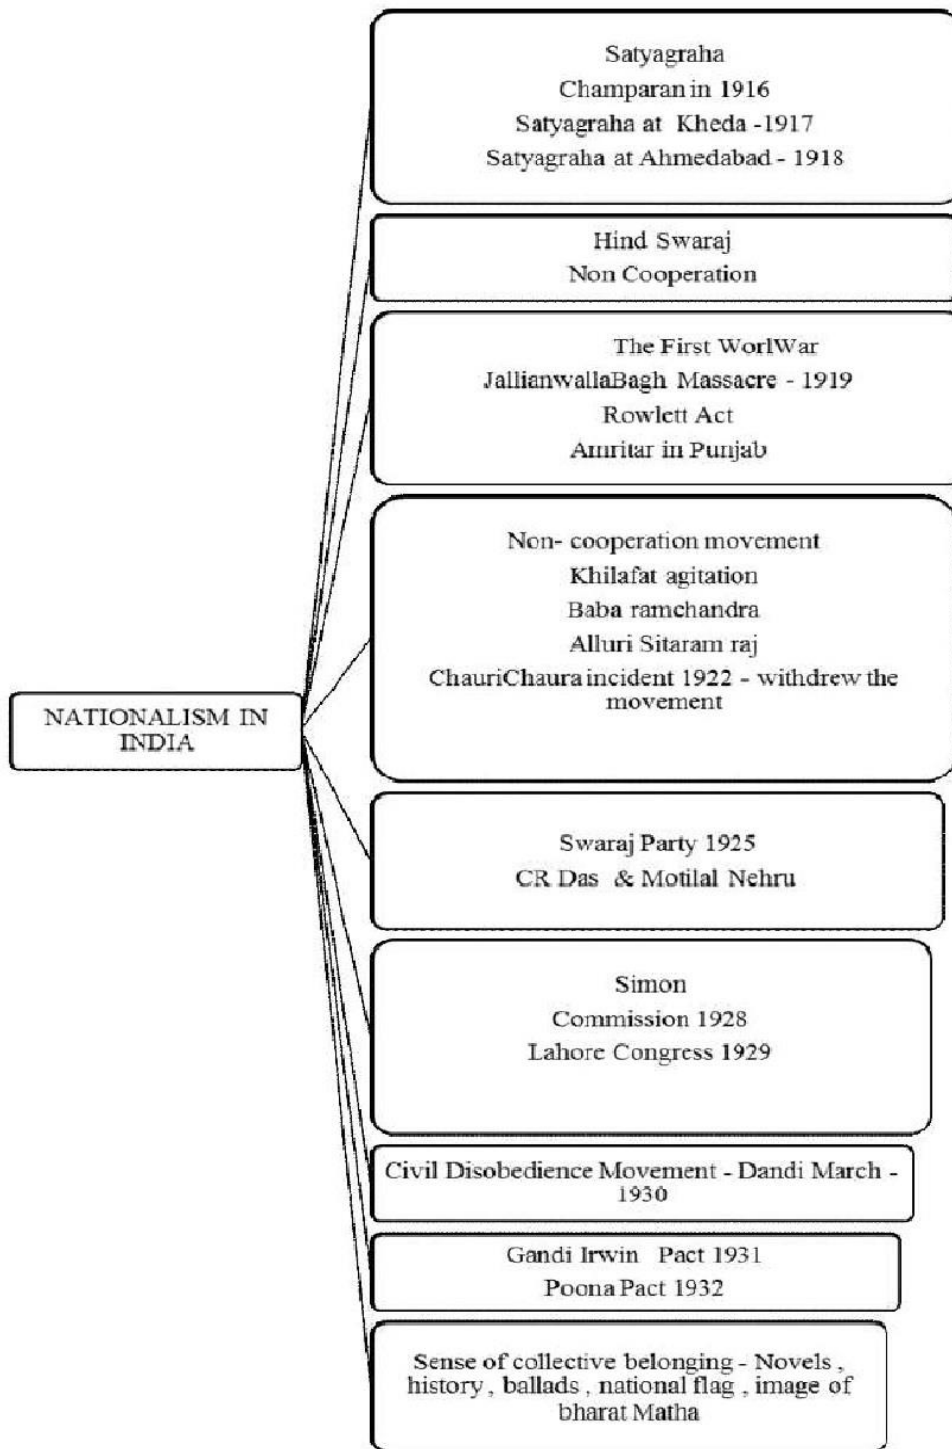 Satyagraha
Champaran in 1916
Satyagraha at Kheda -1917
Satyagraha at Ahmedabad - 1918
Hind Swaraj
Non Cooperation
The First WorlWar
JallianwallaBagh Massacre - 1919
Rowlett Act
Amritar in Punjab
Non- cooperation movement
Khilafat agitation
Baba ramchandra
Alluri Sitaram raj
ChauriChaura incident 1922 - withdrew the
movement
NATIONALISM IN
INDIA
Swaraj Party 1925
CR Das & Motilal Nehru
Simon
Commission 1928
Lahore Congress 1929
Civil Disobedience Movement - Dandi March -
1930
Gandi Irwin Pact 1931
Poona Pact 1932
Sense of collective belonging - Novels ,
history , ballads , national flag , image of
bharat Matha